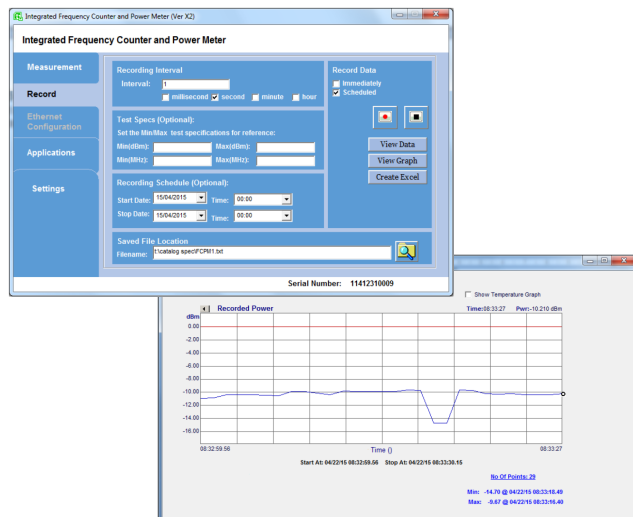 Integrated Frequency Counter and Power Meter (Ver X2)
Integrated Frequency Counter and Power Meter
Measurement
Record
Ethernet
Configuration
Applications
Settings
Recording Interval
Interval: 1
millisecond second minute hour
Test Specs (Optional):
Set the Min/Max test specifications for reference:
Min(dBm): Max(dBm):
Min(MHz): Max(MHz):
Recording Schedule (Optional):
Start Date: 15/04/2015 Time: 00:00
Stop Date: 15/04/2015 Time: 00:00
Record Data
Immediately
Scheduled
View Data
View Graph
Create Excel
Saved File Location
Filename: t:\catalog spec\FCPM1.txt
Serial Number: 11412310009
Show Temperature Graph
Recorded Power Time:08:33:27 Pwr:-10.210 dBm
dBm
0.00
-2.00
-4.00
-6.00
-8.00
-10.00
-12.00
-14.00
-16.00
08:32:59.56 Time () 08:33:27
Start At: 04/22/15 08:32:59.56 Stop At: 04/22/15 08:33:30.15
No Of Points: 29
Min: -14.70 @ 04/22/15 08:33:18.49
Max: -9.67 @ 04/22/15 08:33:16.40